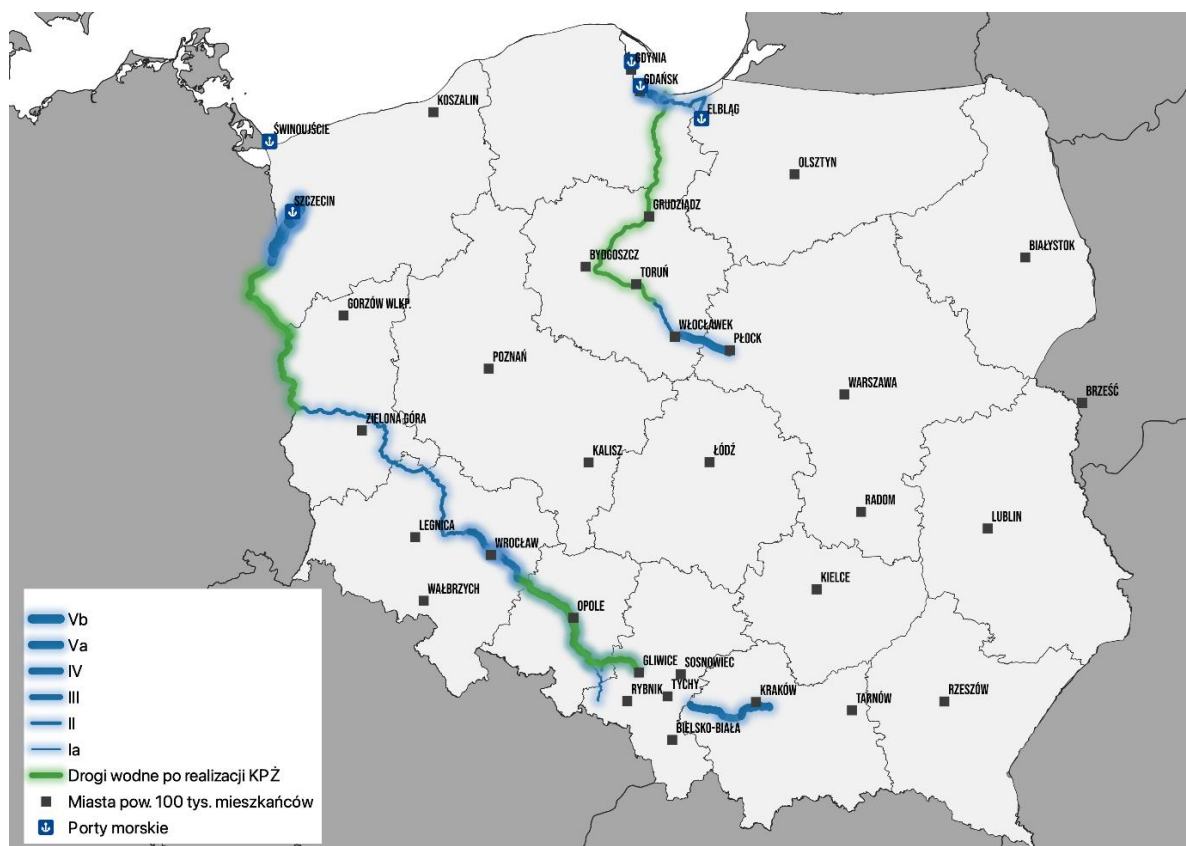 GDYNIA
GDAŃSK
KOSZALIN
ELBLĄG
ŚWINOUJŚCIE
OLSZTYN
SZCZECIN
GRUDZIĄDZ
BIAŁYSTOK
BYDGOSZCZ
TORUŃ
GORZÓW WLKP.
WŁOCŁAWEK
PŁOCK
POZNAŃ
WARSZAWA
BRZEŚĆ
ZIELONA GÓRA
KALISZ
ŁÓDŹ
RADOM
LUBLIN
LEGNICA
WROCŁAW
WAŁBRZYCH
KIELCE
OPOLE
GLIWICE
SOSNOWIEC
RYBNIK
TYCHY
KRAKÓW
TARNÓW
RZESZÓW
BIELSKO-BIAŁA
Vb
Va
IV
III
II
Ia
Drogi wodne po realizacji KPŻ
Miasta pow. 100 tys. mieszkańców
Porty morskie